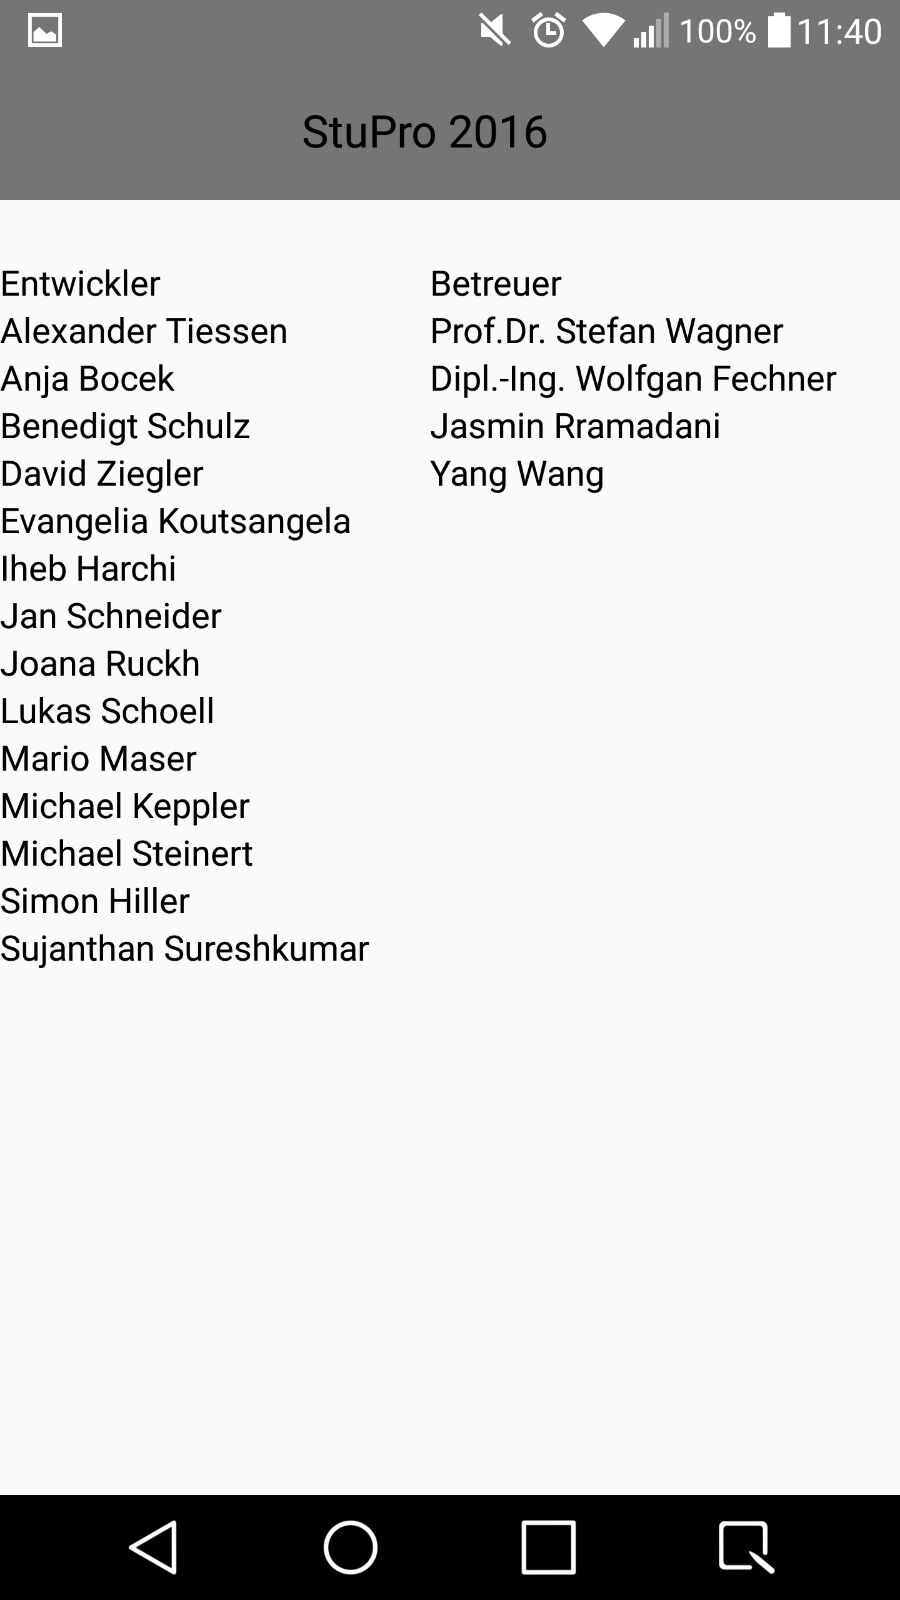 100% 11:40
StuPro 2016
Entwickler
Alexander Tiessen
Anja Bocek
Benedigt Schulz
David Ziegler
Evangelia Koutsangela
Iheb Harchi
Jan Schneider
Joana Ruckh
Lukas Schoell
Mario Maser
Michael Keppler
Michael Steinert
Simon Hiller
Sujanthan Sureshkumar
Betreuer
Prof.Dr. Stefan Wagner
Dipl.-Ing. Wolfgan Fechner
Jasmin Rramadani
Yang Wang